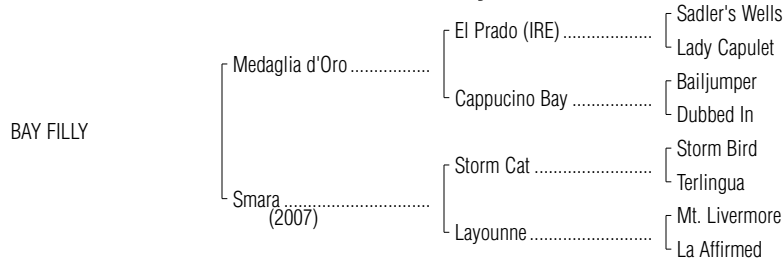 Sadler's Wells
El Prado (IRE) ....................
Lady Capulet
Medaglia d'Oro .................
Bailjumper
Cappucino Bay ...................
Dubbed In
BAY FILLY
Storm Bird
Storm Cat ..........................
Terlingua
Smara ................................
(2007)
Mt. Livermore
Layounne ...........................
La Affirmed